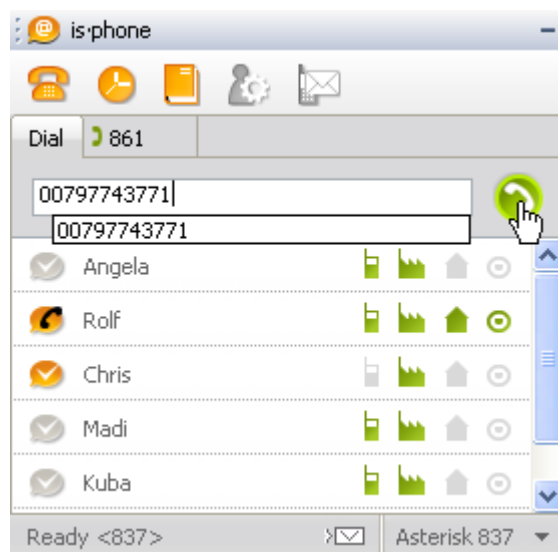 is·phone
Dial 861
00797743771
00797743771
Angela
Rolf
Chris
Madi
Kuba
Ready <837> Asterisk 837